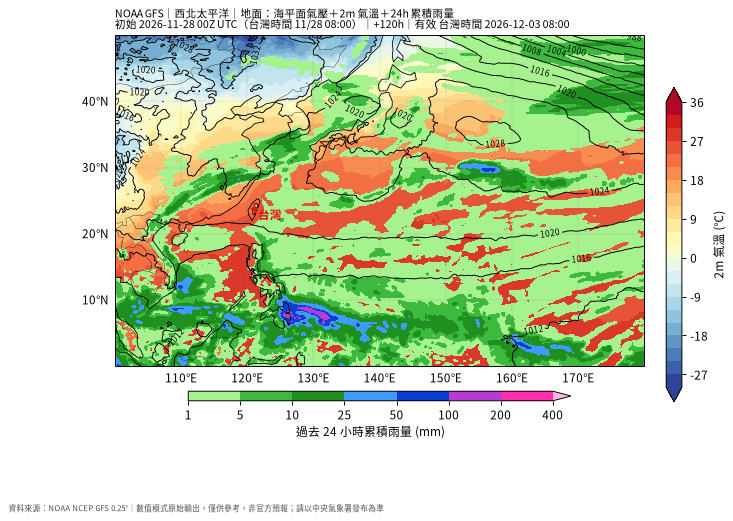 NOAA GFS｜西北太平洋｜地面：海平面氣壓＋2m 氣溫＋24h 累積雨量
初始 2026-11-28 00Z UTC（台灣時間 11/28 08:00）｜+120h｜有效 台灣時間 2026-12-03 08:00
988
1028
1032
1008
1004
1000
1020
1016
1020
1024
1020
1020
1020
40°N
1016
1028
30°N
1024
台灣
20°N
1020
1016
10°N
1012
110°E
120°E
130°E
140°E
150°E
160°E
170°E
36
27
18
9
0
-9
-18
-27
2m 氣溫 (°C)
1
5
10
25
50
100
200
400
過去 24 小時累積雨量 (mm)
資料來源：NOAA NCEP GFS 0.25°｜數值模式原始輸出，僅供參考，非官方預報；請以中央氣象署發布為準